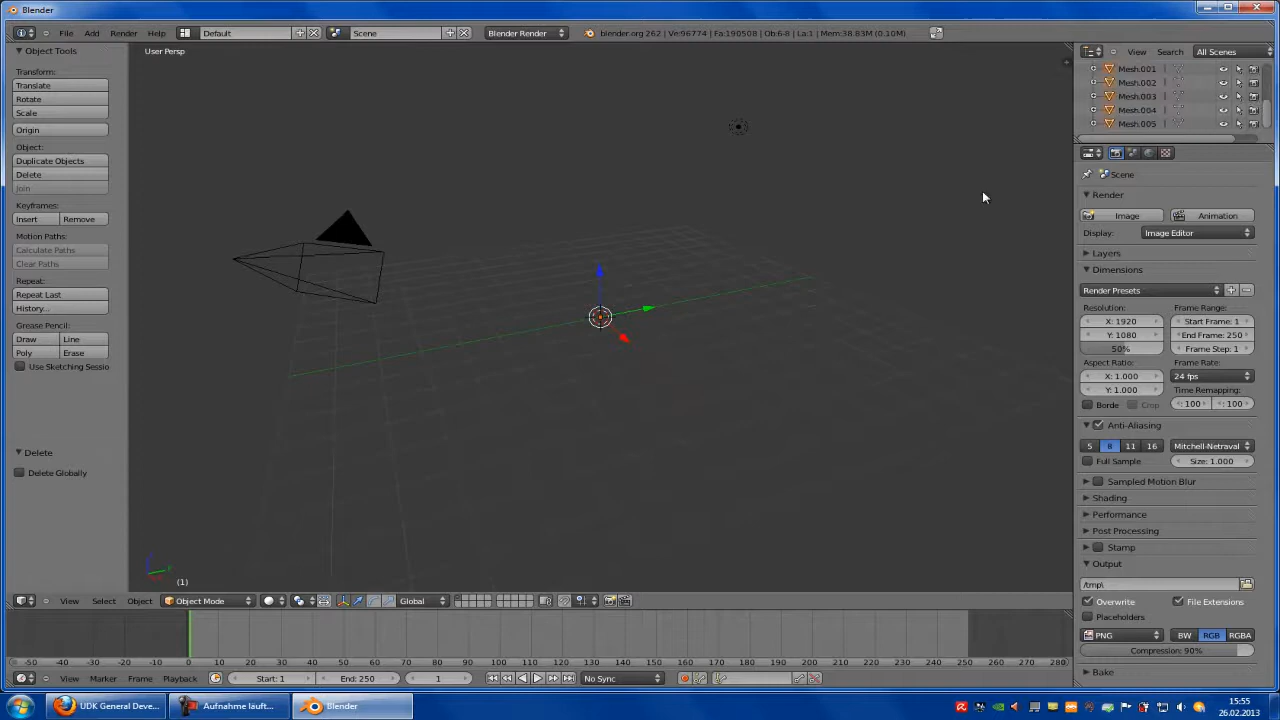 Blender
File Add Render Help Default Scene Blender Render blender.org 262 | Ve:96774 | Fa:190508 | Ob:6-8 | La:1 | Mem:38.83M (0.10M)
Object Tools
Transform:
Translate
Rotate
Scale
Origin
Object:
Duplicate Objects
Delete
Join
Keyframes:
Insert Remove
Motion Paths:
Calculate Paths
Clear Paths
Repeat:
Repeat Last
History...
Grease Pencil:
Draw Line
Poly Erase
Use Sketching Sessio
Delete
Delete Globally
User Persp
(1)
View Search All Scenes
Mesh.001
Mesh.002
Mesh.003
Mesh.004
Mesh.005
Scene
Render
Image Animation
Display: Image Editor
Layers
Dimensions
Render Presets
Resolution: Frame Range:
X: 1920 Start Frame: 1
Y: 1080 End Frame: 250
50% Frame Step: 1
Aspect Ratio: Frame Rate:
X: 1.000 24 fps
Y: 1.000 Time Remapping:
Borde Crop : 100 : 100
Anti-Aliasing
5 8 11 16 Mitchell-Netraval
Full Sample Size: 1.000
Sampled Motion Blur
Shading
Performance
Post Processing
Stamp
Output
/tmp\
Overwrite File Extensions
Placeholders
PNG BW RGB RGBA
Compression: 90%
Bake
View Select Object Object Mode Global
-50 -40 -30 -20 -10 0 10 20 30 40 50 60 70 80 90 100 110 120 130 140 150 160 170 180 190 200 210 220 230 240 250 260 270 280
View Marker Frame Playback Start: 1 End: 250 1 No Sync
UDK General Deve... Aufnahme läuft... Blender
15:55
26.02.2013